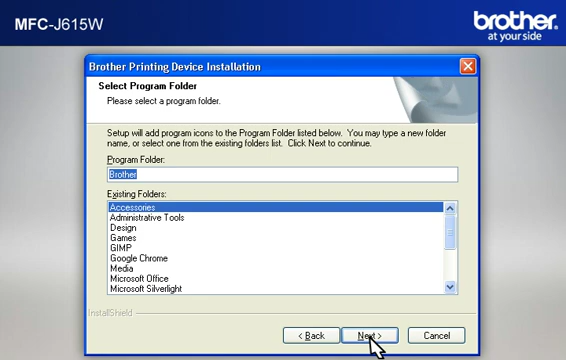 MFC-J615W
brother
at your side
Brother Printing Device Installation
Select Program Folder
Please select a program folder.
Setup will add program icons to the Program Folder listed below. You may type a new folder
name, or select one from the existing folders list. Click Next to continue.
Program Folder:
Brother
Existing Folders:
Accessories
Administrative Tools
Design
Games
GIMP
Google Chrome
Media
Microsoft Office
Microsoft Silverlight
InstallShield
< Back
Next >
Cancel